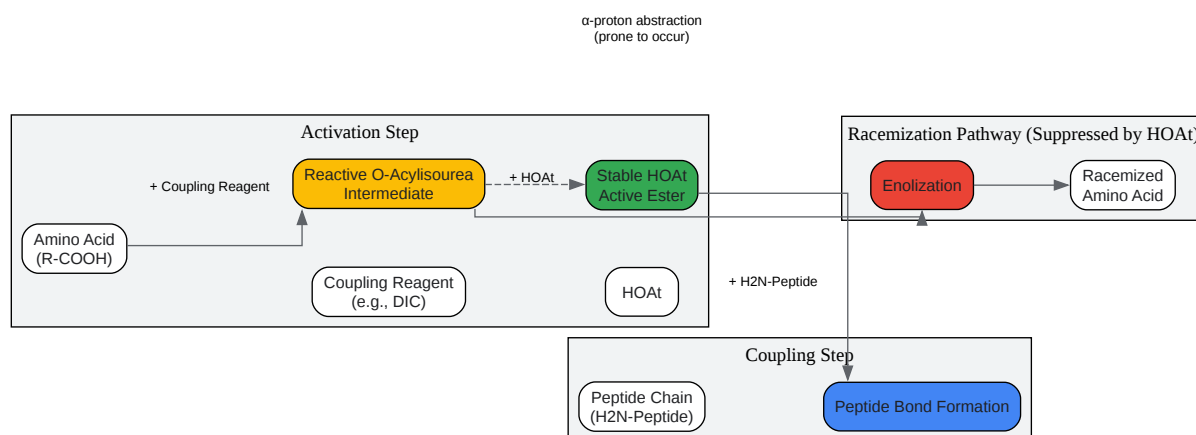 α-proton abstraction
(prone to occur)
Activation Step
+ Coupling Reagent
Reactive O-Acylisourea
Intermediate
+ HOAt
Stable HOAt
Active Ester
Amino Acid
(R-COOH)
Coupling Reagent
(e.g., DIC)
HOAt
Racemization Pathway (Suppressed by HOAt)
Enolization
Racemized
Amino Acid
+ H2N-Peptide
Coupling Step
Peptide Chain
(H2N-Peptide)
Peptide Bond Formation